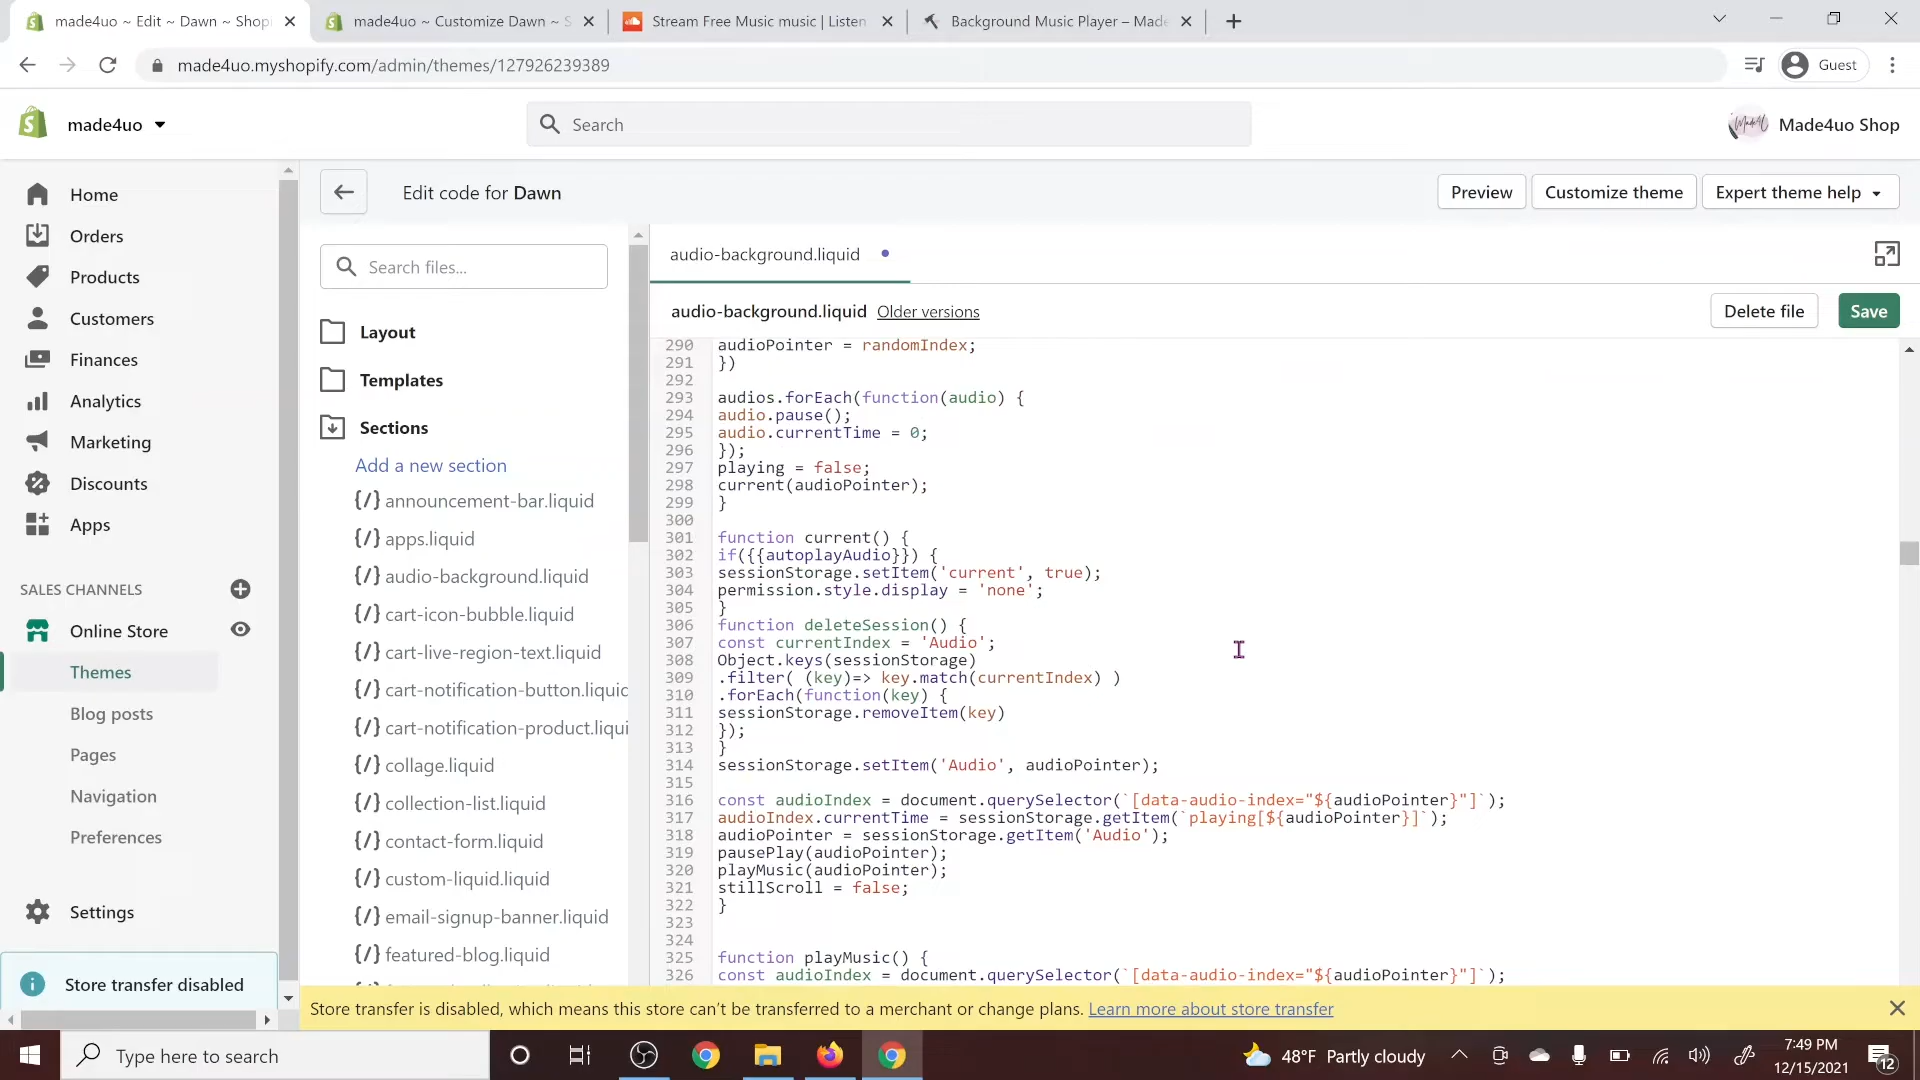 made4uo ~ Edit ~ Dawn ~ Shopi
made4uo ~ Customize Dawn ~ S
Stream Free Music music | Listen
Background Music Player – Made
made4uo.myshopify.com/admin/themes/127926239389
Guest
made4uo
Search
Made4uo Shop
Home
Orders
Products
Customers
Finances
Analytics
Marketing
Discounts
Apps
SALES CHANNELS
Online Store
Themes
Blog posts
Pages
Navigation
Preferences
Settings
Store transfer disabled
Edit code for Dawn
Preview
Customize theme
Expert theme help
Search files...
Layout
Templates
Sections
Add a new section
{/} announcement-bar.liquid
{/} apps.liquid
{/} audio-background.liquid
{/} cart-icon-bubble.liquid
{/} cart-live-region-text.liquid
{/} cart-notification-button.liquid
{/} cart-notification-product.liqui
{/} collage.liquid
{/} collection-list.liquid
{/} contact-form.liquid
{/} custom-liquid.liquid
{/} email-signup-banner.liquid
{/} featured-blog.liquid
audio-background.liquid
audio-background.liquid Older versions
Delete file
Save
290 audioPointer = randomIndex;
291 })
292
293 audios.forEach(function(audio) {
294 audio.pause();
295 audio.currentTime = 0;
296 });
297 playing = false;
298 current(audioPointer);
299 }
300
301 function current() {
302 if({{autoplayAudio}}) {
303 sessionStorage.setItem('current', true);
304 permission.style.display = 'none';
305 }
306 function deleteSession() {
307 const currentIndex = 'Audio';
308 Object.keys(sessionStorage)
309 .filter( (key)=> key.match(currentIndex) )
310 .forEach(function(key) {
311 sessionStorage.removeItem(key)
312 });
313 }
314 sessionStorage.setItem('Audio', audioPointer);
315
316 const audioIndex = document.querySelector(`[data-audio-index="${audioPointer}"]`);
317 audioIndex.currentTime = sessionStorage.getItem(`playing[${audioPointer}]`);
318 audioPointer = sessionStorage.getItem('Audio');
319 pausePlay(audioPointer);
320 playMusic(audioPointer);
321 stillScroll = false;
322 }
323
324
325 function playMusic() {
326 const audioIndex = document.querySelector(`[data-audio-index="${audioPointer}"]`);
Store transfer is disabled, which means this store can't be transferred to a merchant or change plans. Learn more about store transfer
Type here to search
48°F Partly cloudy
7:49 PM
12/15/2021
12